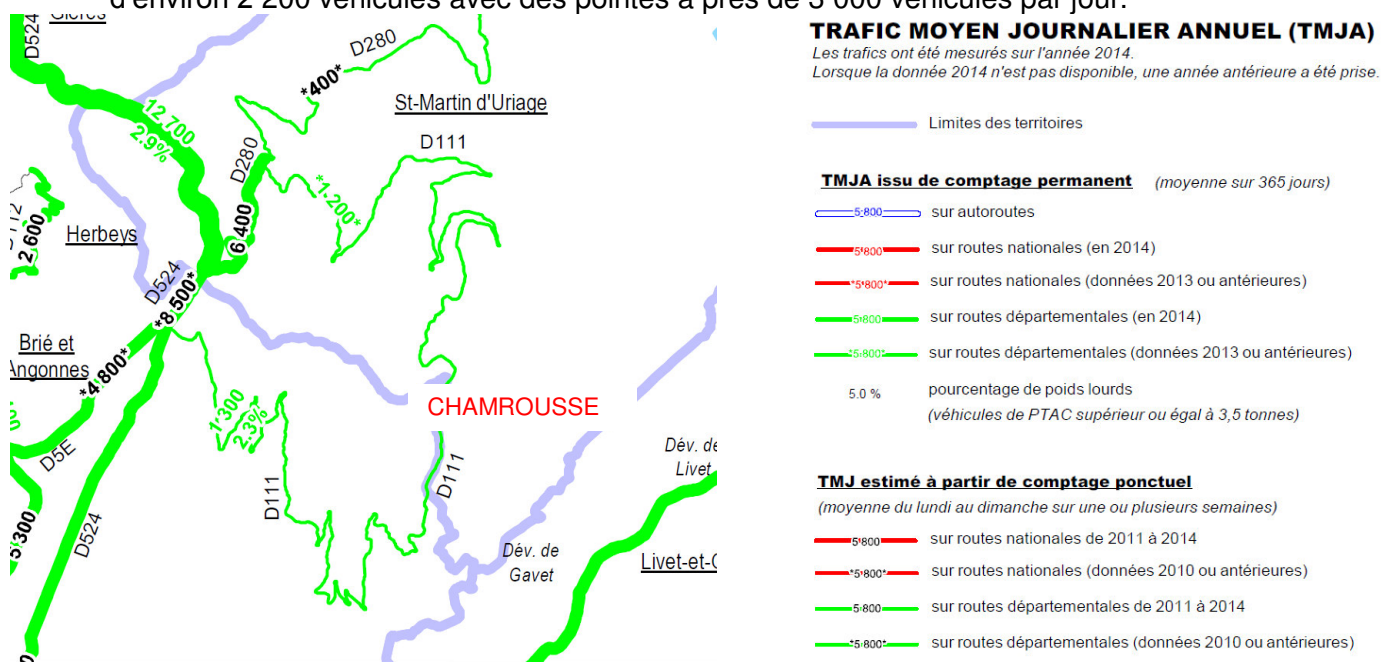 d'environ 2 200 véhicules avec des pointes à près de 3 000 véhicules par jour.
Gières
D524
D280
*400*
St-Martin d'Uriage
D111
12 700
2.9%
D280
*1 200*
6 400
2 600
Herbeys
D524
*8 500*
Brié et
Angonnes
*4 800*
1 300
2.3%
CHAMROUSSE
D5E
D524
D111
D111
Dév. de
Livet
Dév. de
Gavet
Livet-et-
TRAFIC MOYEN JOURNALIER ANNUEL (TMJA)
Les trafics ont été mesurés sur l'année 2014.
Lorsque la donnée 2014 n'est pas disponible, une année antérieure a été prise.
Limites des territoires
TMJA issu de comptage permanent (moyenne sur 365 jours)
5 800 sur autoroutes
5 800 sur routes nationales (en 2014)
*5 800* sur routes nationales (données 2013 ou antérieures)
5 800 sur routes départementales (en 2014)
*5 800* sur routes départementales (données 2013 ou antérieures)
5.0 % pourcentage de poids lourds
(véhicules de PTAC supérieur ou égal à 3,5 tonnes)
TMJ estimé à partir de comptage ponctuel
(moyenne du lundi au dimanche sur une ou plusieurs semaines)
5 800 sur routes nationales de 2011 à 2014
*5 800* sur routes nationales (données 2010 ou antérieures)
5 800 sur routes départementales de 2011 à 2014
*5 800* sur routes départementales (données 2010 ou antérieures)